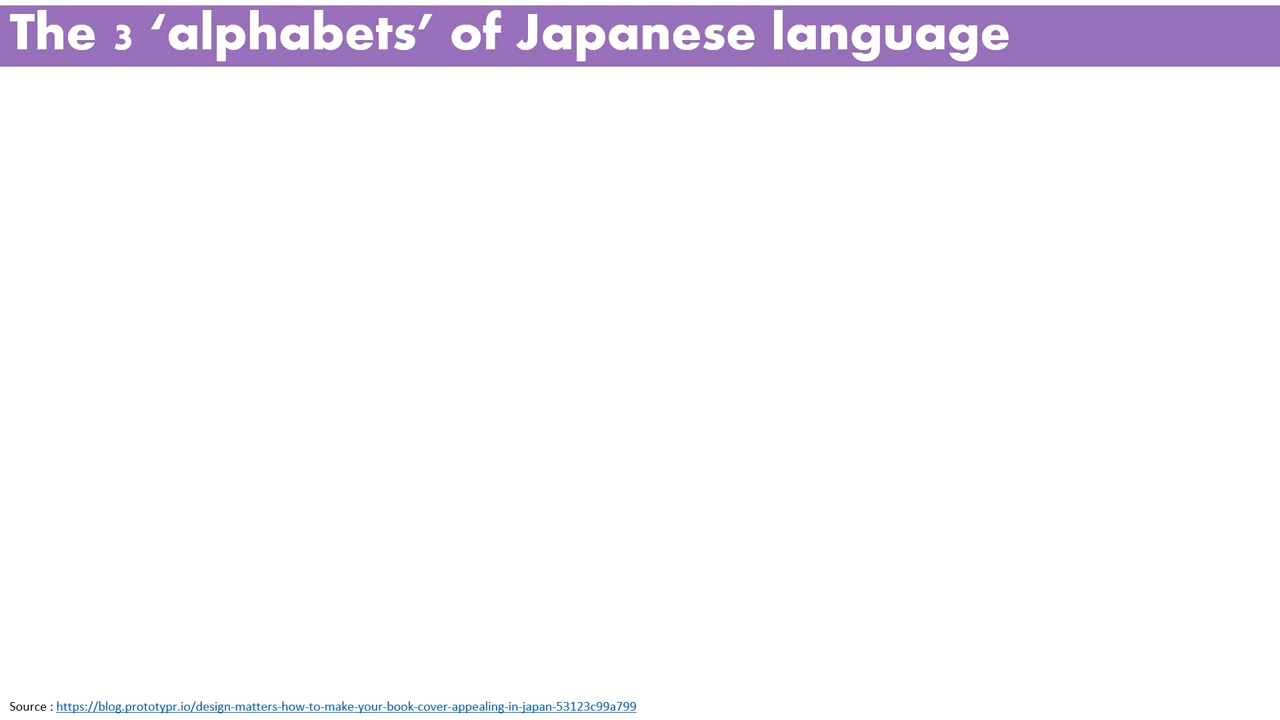 The 3 ‘alphabets’ of Japanese language
Source : https://blog.prototypr.io/design-matters-how-to-make-your-book-cover-appealing-in-japan-53123c99a799